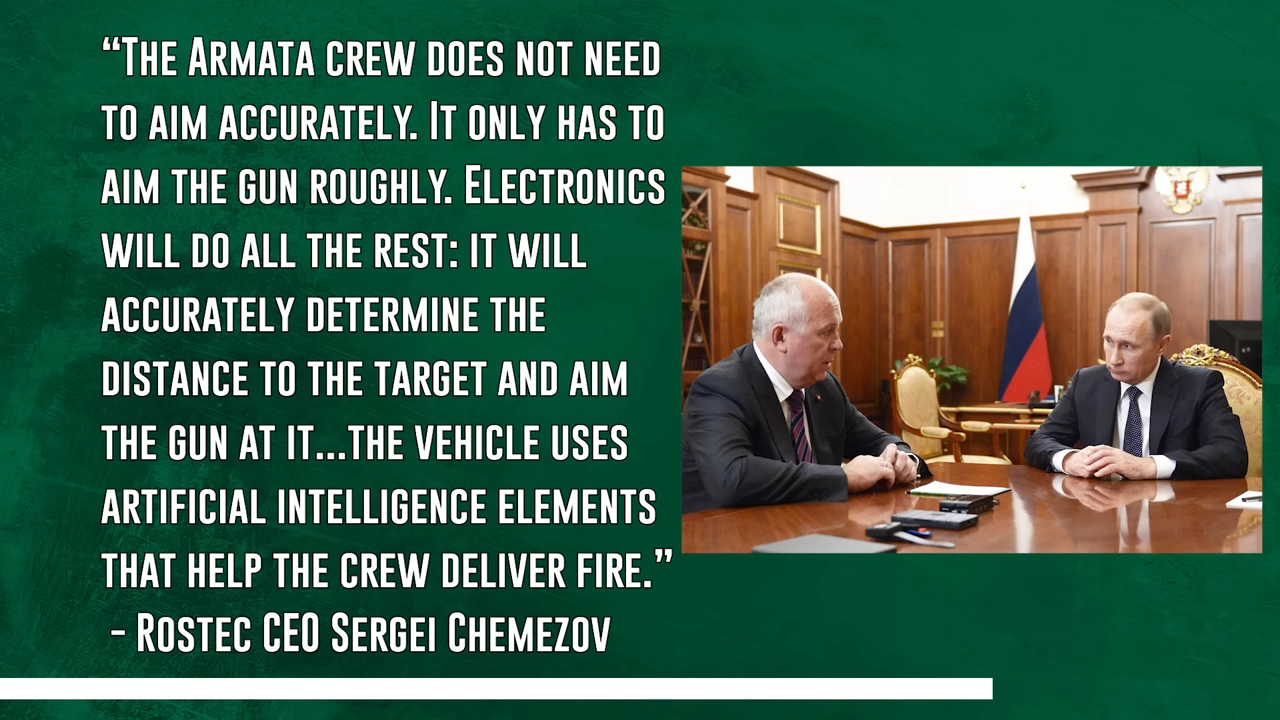 “The Armata crew does not need
to aim accurately. It only has to
aim the gun roughly. Electronics
will do all the rest: it will
accurately determine the
distance to the target and aim
the gun at it...the vehicle uses
artificial intelligence elements
that help the crew deliver fire.”
- Rostec CEO Sergei Chemezov